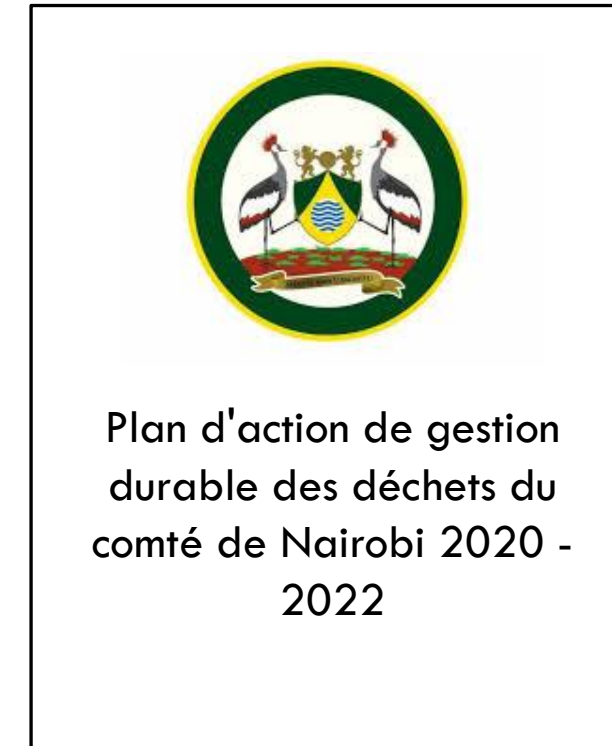 Plan d'action de gestion
durable des déchets du
comté de Nairobi 2020 -
2022